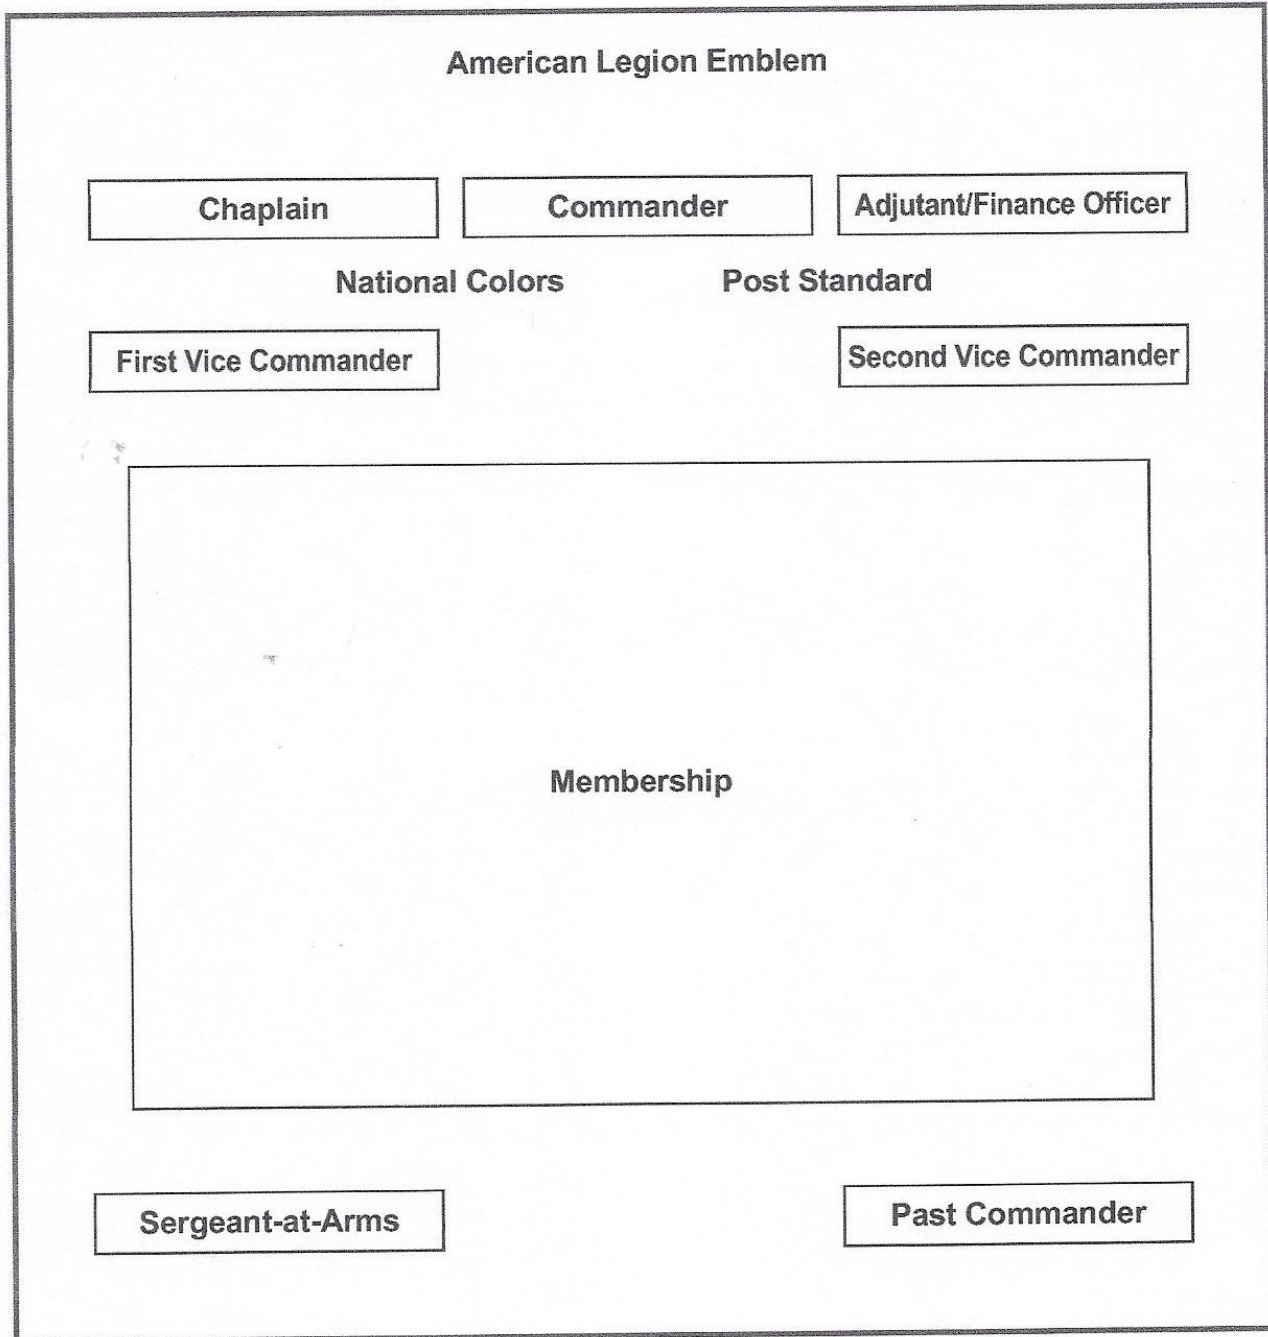 American Legion Emblem
Chaplain
Commander
Adjutant/Finance Officer
National Colors
Post Standard
First Vice Commander
Second Vice Commander
Membership
Sergeant-at-Arms
Past Commander